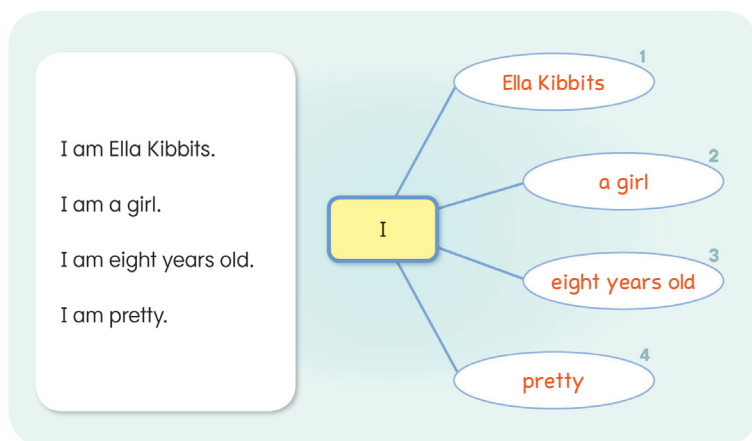 I am Ella Kibbits.
I am a girl.
I am eight years old.
I am pretty.
I
1
Ella Kibbits
2
a girl
3
eight years old
4
pretty